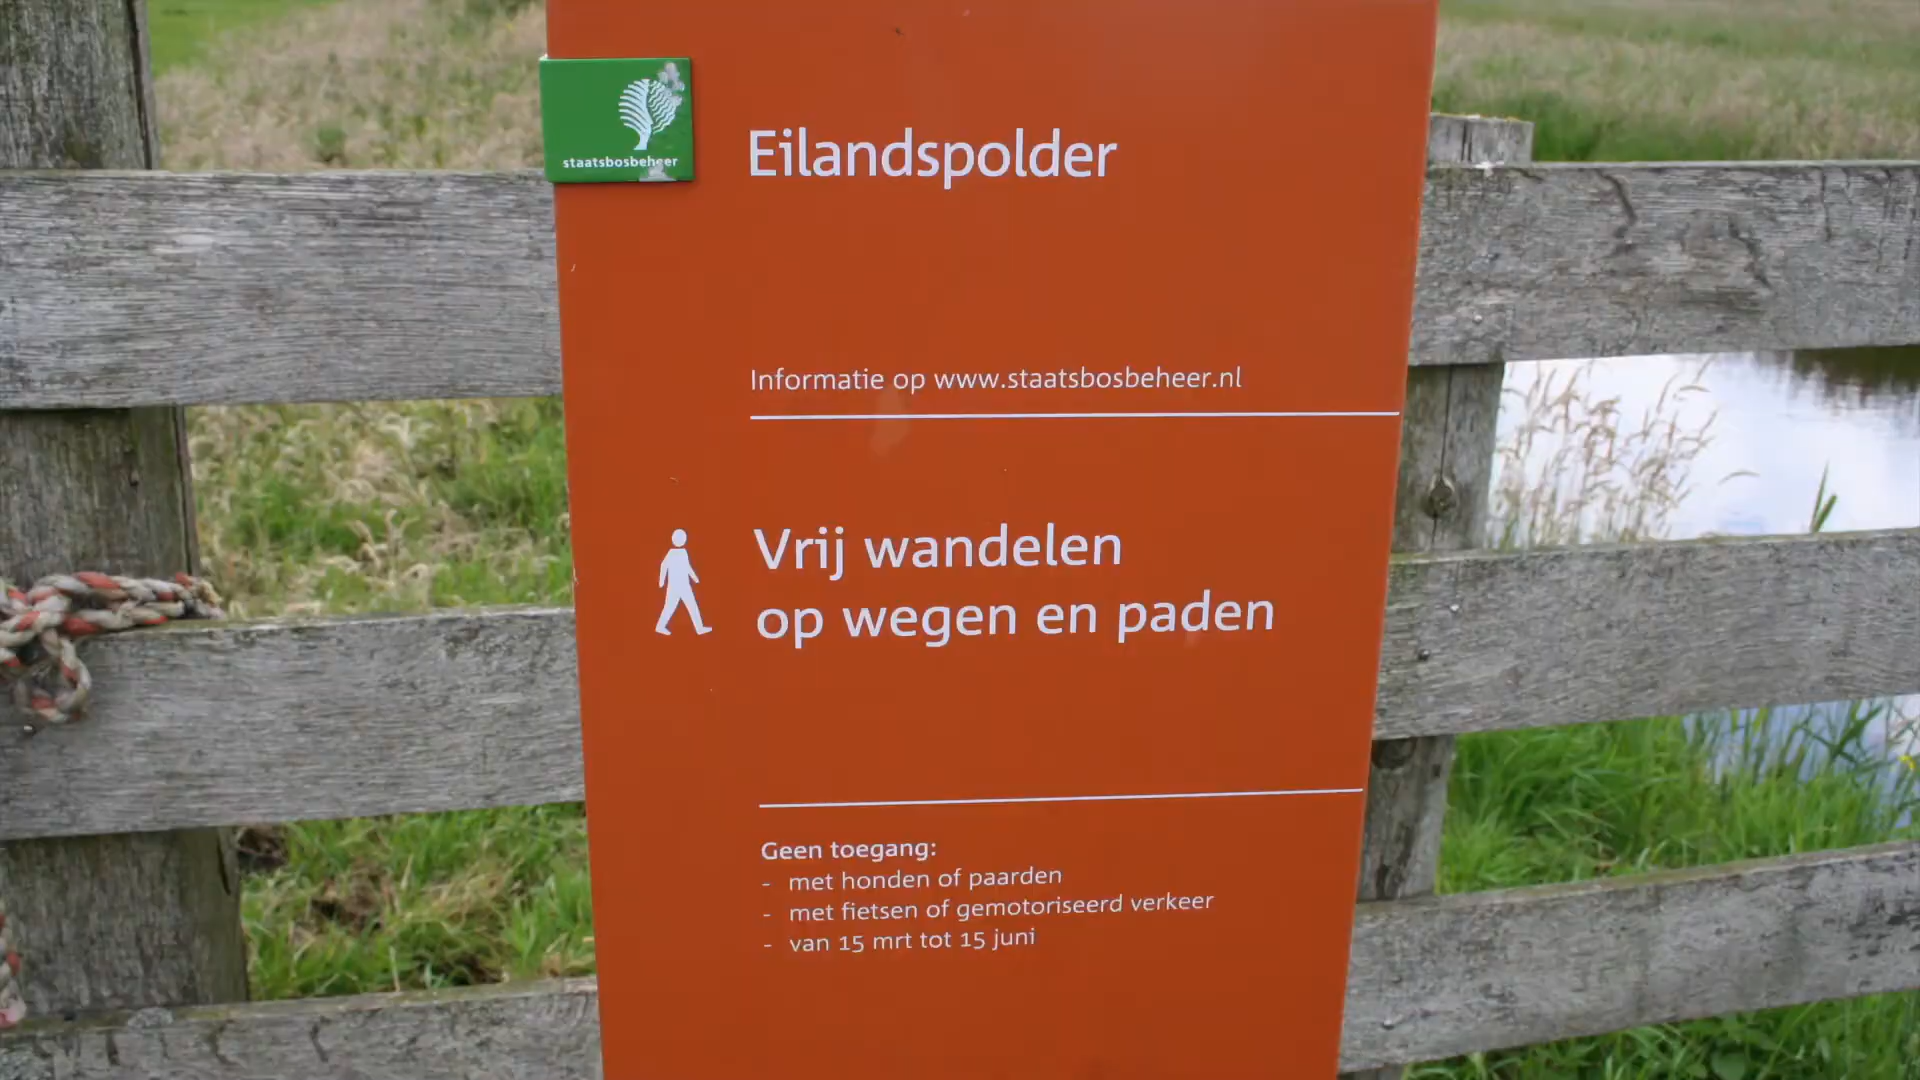 staatsbosbeheer
Eilandspolder
Informatie op www.staatsbosbeheer.nl
Vrij wandelen
op wegen en paden
Geen toegang:
- met honden of paarden
- met fietsen of gemotoriseerd verkeer
- van 15 mrt tot 15 juni